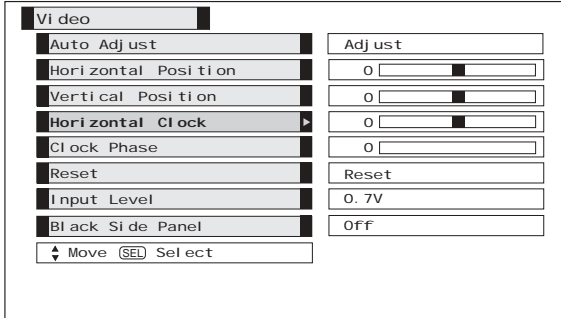 Video
Auto Adjust Adjust
Horizontal Position 0
Vertical Position 0
Horizontal Clock 0
Clock Phase 0
Reset Reset
Input Level 0.7V
Black Side Panel Off
Move SEL Select